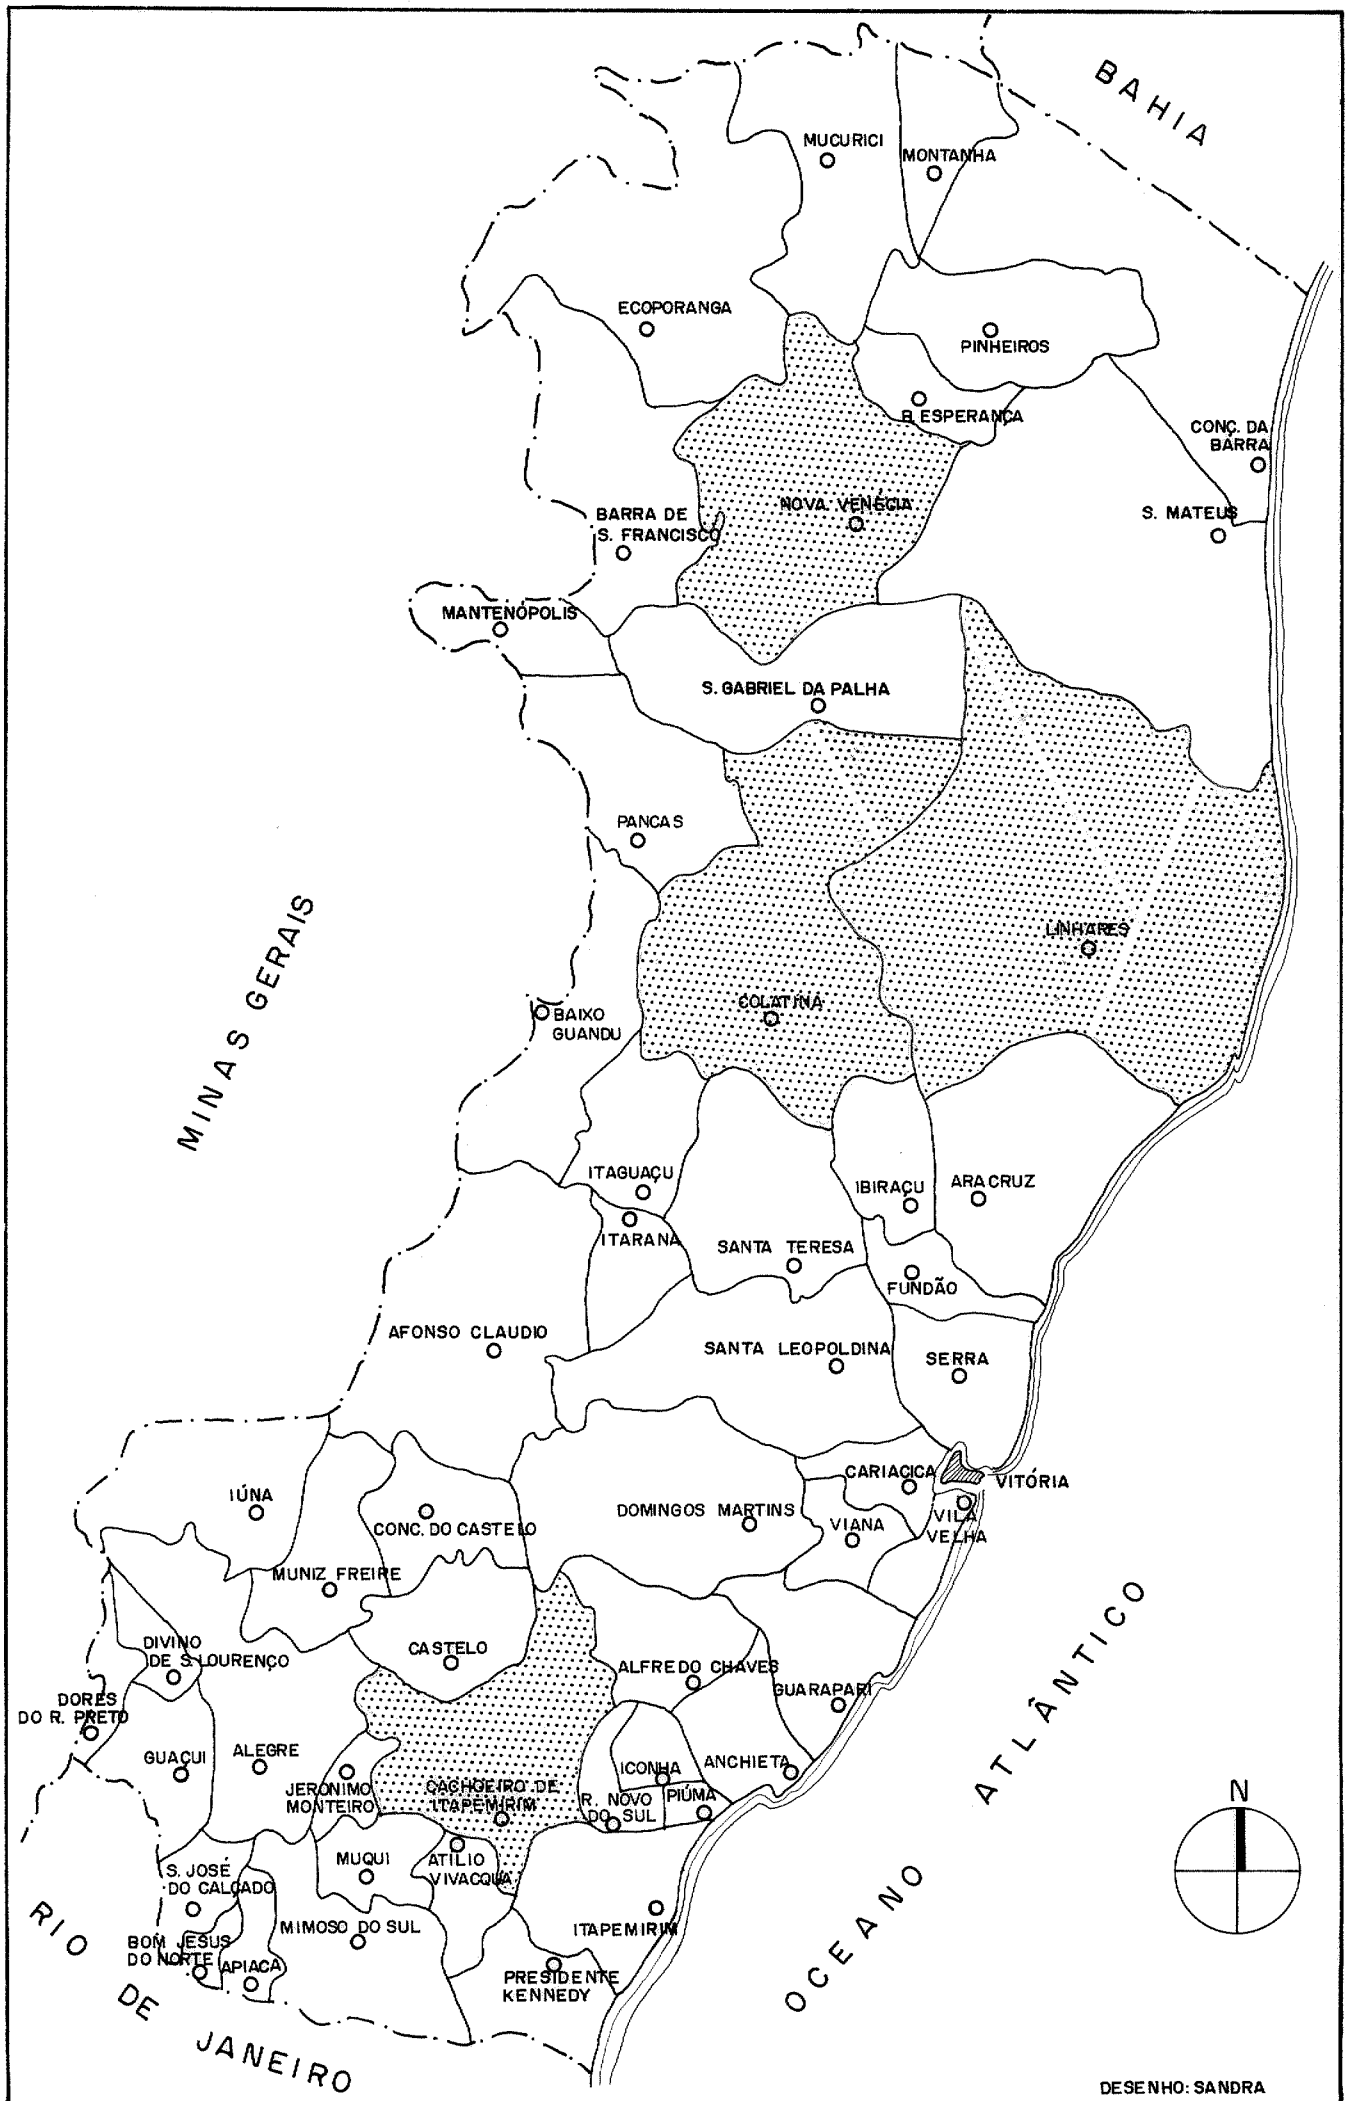 BAHIA
MUCURICI
MONTANHA
ECOPORANGA
PINHEIROS
B. ESPERANÇA
CONÇ. DA
BARRA
NOVA VENÉCIA
BARRA DE
S. FRANCISCO
S. MATEUS
MANTENÓPOLIS
S. GABRIEL DA PALHA
PANCAS
MINAS GERAIS
LINHARES
COLATINA
BAIXO
GUANDU
ITAGUAÇU
IBIRAÇU
ARACRUZ
ITARANA
SANTA TERESA
FUNDÃO
AFONSO CLAUDIO
SANTA LEOPOLDINA
SERRA
CARIACICA
VITÓRIA
IÚNA
CONC. DO CASTELO
DOMINGOS MARTINS
VIANA
VILA
VELHA
MUNIZ FREIRE
DIVINO
DE S. LOURENÇO
CASTELO
ALFREDO CHAVES
GUARAPARI
DORES
DO R. PRETO
GUAÇUI
ALEGRE
JERONIMO
MONTEIRO
CACHOEIRO DE
ITAPEMIRIM
ICONHA
ANCHIETA
R. NOVO
DO SUL
PIÚMA
OCEANO ATLÂNTICO
N
S. JOSÉ
DO CALÇADO
MUQUI
ATILIO
VIVACQUA
BOM JESUS
DO NORTE
APIACA
MIMOSO DO SUL
ITAPEMIRIM
PRESIDENTE
KENNEDY
RIO DE JANEIRO
DESENHO: SANDRA